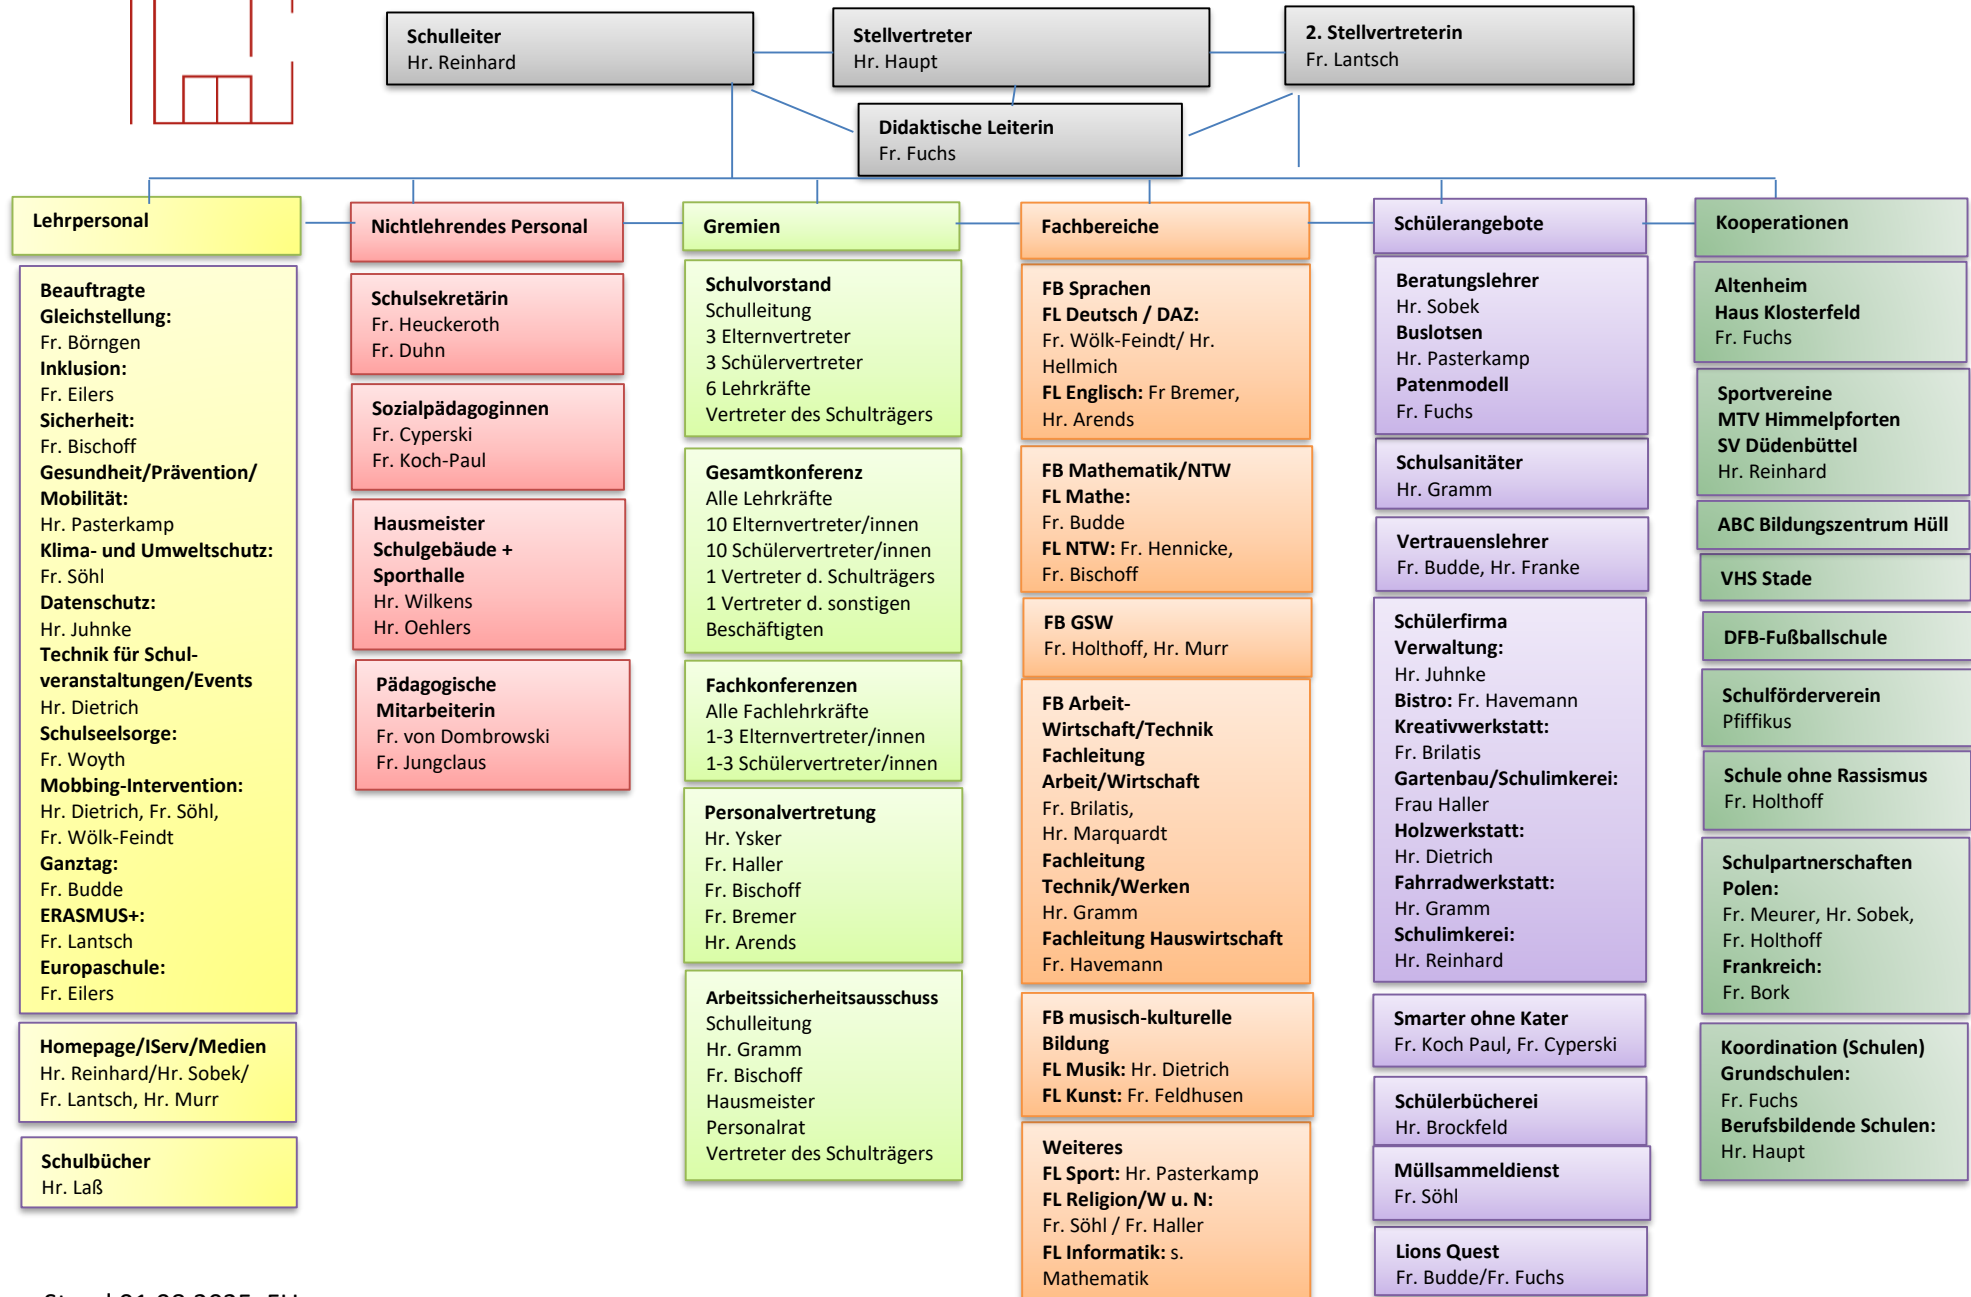 Schulleiter
Hr. Reinhard
Stellvertreter
Hr. Haupt
2. Stellvertreterin
Fr. Lantsch
Didaktische Leiterin
Fr. Fuchs
Lehrpersonal
Beauftragte
Gleichstellung:
Fr. Börngen
Inklusion:
Fr. Eilers
Sicherheit:
Fr. Bischoff
Gesundheit/Prävention/
Mobilität:
Hr. Pasterkamp
Klima- und Umweltschutz:
Fr. Söhl
Datenschutz:
Hr. Juhnke
Technik für Schul-
veranstaltungen/Events
Hr. Dietrich
Schulseelsorge:
Fr. Woyth
Mobbing-Intervention:
Hr. Dietrich, Fr. Söhl,
Fr. Wölk-Feindt
Ganztag:
Fr. Budde
ERASMUS+:
Fr. Lantsch
Europaschule:
Fr. Eilers
Homepage/IServ/Medien
Hr. Reinhard/Hr. Sobek/
Fr. Lantsch, Hr. Murr
Schulbücher
Hr. Laß
Nichtlehrendes Personal
Schulsekretärin
Fr. Heuckeroth
Fr. Duhn
Sozialpädagoginnen
Fr. Cyperski
Fr. Koch-Paul
Hausmeister
Schulgebäude +
Sporthalle
Hr. Wilkens
Hr. Oehlers
Pädagogische
Mitarbeiterin
Fr. von Dombrowski
Fr. Jungclaus
Gremien
Schulvorstand
Schulleitung
3 Elternvertreter
3 Schülervertreter
6 Lehrkräfte
Vertreter des Schulträgers
Gesamtkonferenz
Alle Lehrkräfte
10 Elternvertreter/innen
10 Schülervertreter/innen
1 Vertreter d. Schulträgers
1 Vertreter d. sonstigen
Beschäftigten
Fachkonferenzen
Alle Fachlehrkräfte
1-3 Elternvertreter/innen
1-3 Schülervertreter/innen
Personalvertretung
Hr. Ysker
Fr. Haller
Fr. Bischoff
Fr. Bremer
Hr. Arends
Arbeitssicherheitsausschuss
Schulleitung
Hr. Gramm
Fr. Bischoff
Hausmeister
Personalrat
Vertreter des Schulträgers
Fachbereiche
FB Sprachen
FL Deutsch / DAZ:
Fr. Wölk-Feindt/ Hr.
Hellmich
FL Englisch: Fr Bremer,
Hr. Arends
FB Mathematik/NTW
FL Mathe:
Fr. Budde
FL NTW: Fr. Hennicke,
Fr. Bischoff
FB GSW
Fr. Holthoff, Hr. Murr
FB Arbeit-
Wirtschaft/Technik
Fachleitung
Arbeit/Wirtschaft
Fr. Brilatis,
Hr. Marquardt
Fachleitung
Technik/Werken
Hr. Gramm
Fachleitung Hauswirtschaft
Fr. Havemann
FB musisch-kulturelle
Bildung
FL Musik: Hr. Dietrich
FL Kunst: Fr. Feldhusen
Weiteres
FL Sport: Hr. Pasterkamp
FL Religion/W u. N:
Fr. Söhl / Fr. Haller
FL Informatik: s.
Mathematik
Schülerangebote
Beratungslehrer
Hr. Sobek
Buslotsen
Hr. Pasterkamp
Patenmodell
Fr. Fuchs
Schulsanitäter
Hr. Gramm
Vertrauenslehrer
Fr. Budde, Hr. Franke
Schülerfirma
Verwaltung:
Hr. Juhnke
Bistro: Fr. Havemann
Kreativwerkstatt:
Fr. Brilatis
Gartenbau/Schulimkerei:
Frau Haller
Holzwerkstatt:
Hr. Dietrich
Fahrradwerkstatt:
Hr. Gramm
Schulimkerei:
Hr. Reinhard
Smarter ohne Kater
Fr. Koch Paul, Fr. Cyperski
Schülerbücherei
Hr. Brockfeld
Müllsammeldienst
Fr. Söhl
Lions Quest
Fr. Budde/Fr. Fuchs
Kooperationen
Altenheim
Haus Klosterfeld
Fr. Fuchs
Sportvereine
MTV Himmelpforten
SV Düdenbüttel
Hr. Reinhard
ABC Bildungszentrum Hüll
VHS Stade
DFB-Fußballschule
Schulförderverein
Pfiffikus
Schule ohne Rassismus
Fr. Holthoff
Schulpartnerschaften
Polen:
Fr. Meurer, Hr. Sobek,
Fr. Holthoff
Frankreich:
Fr. Bork
Koordination (Schulen)
Grundschulen:
Fr. Fuchs
Berufsbildende Schulen:
Hr. Haupt